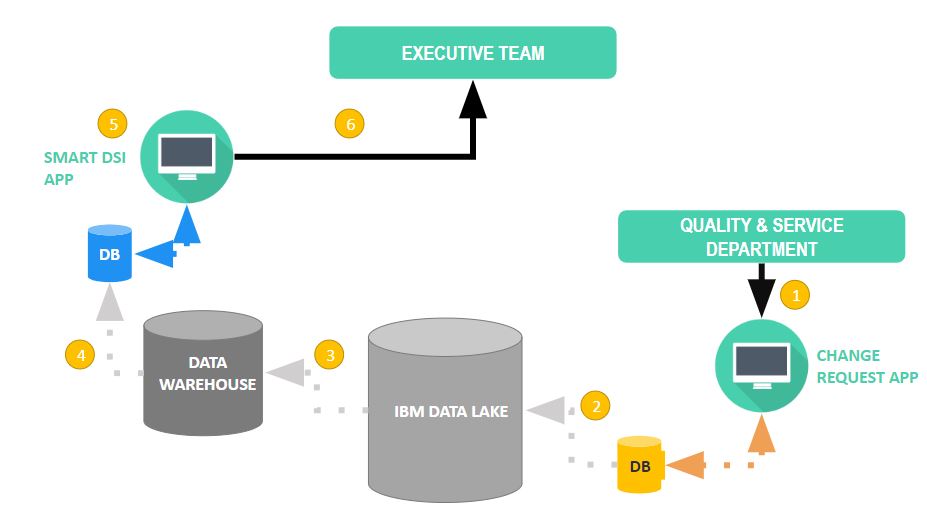 EXECUTIVE TEAM
5
6
SMART DSI
APP
QUALITY & SERVICE
DEPARTMENT
DB
1
4
DATA
WAREHOUSE
3
CHANGE
REQUEST APP
IBM DATA LAKE
2
DB